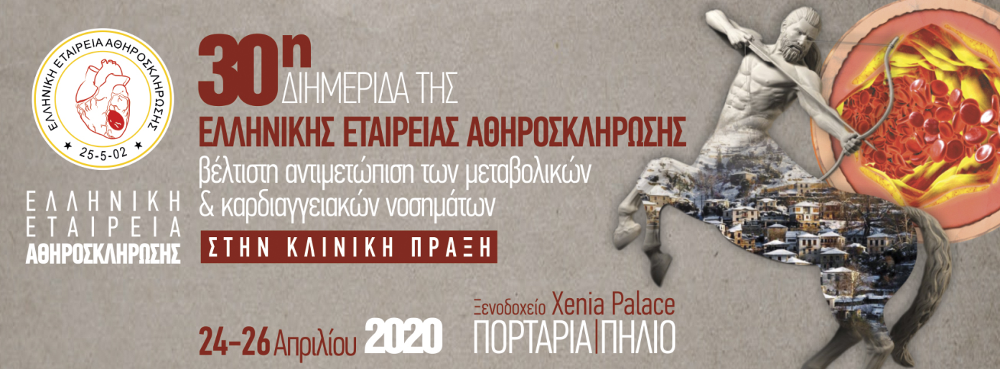 ΕΛΛΗΝΙΚΗ ΕΤΑΙΡΕΙΑ ΑΘΗΡΟΣΚΛΗΡΩΣΗΣ
★ 25-5-02 ★
ΕΛΛΗΝΙΚΗ
ΕΤΑΙΡΕΙΑ
ΑΘΗΡΟΣΚΛΗΡΩΣΗΣ
30η
ΔΙΗΜΕΡΙΔΑ ΤΗΣ
ΕΛΛΗΝΙΚΗΣ ΕΤΑΙΡΕΙΑΣ ΑΘΗΡΟΣΚΛΗΡΩΣΗΣ
βέλτιστη αντιμετώπιση των μεταβολικών
& καρδιαγγειακών νοσημάτων
ΣΤΗΝ ΚΛΙΝΙΚΗ ΠΡΑΞΗ
24–26 Απριλίου 2020
Ξενοδοχείο Xenia Palace
ΠΟΡΤΑΡΙΑ|ΠΗΛΙΟ